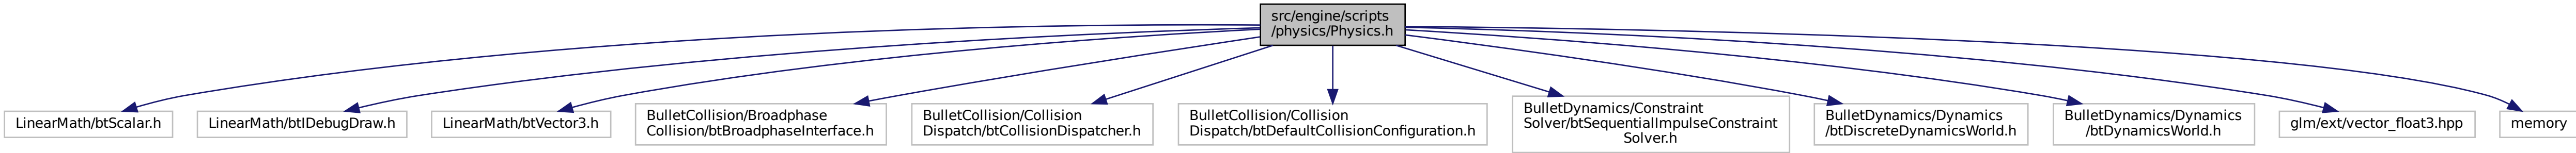 src/engine/scripts
/physics/Physics.h
LinearMath/btScalar.h
LinearMath/btIDebugDraw.h
LinearMath/btVector3.h
BulletCollision/Broadphase
Collision/btBroadphaseInterface.h
BulletCollision/Collision
Dispatch/btCollisionDispatcher.h
BulletCollision/Collision
Dispatch/btDefaultCollisionConfiguration.h
BulletDynamics/Constraint
Solver/btSequentialImpulseConstraint
Solver.h
BulletDynamics/Dynamics
/btDiscreteDynamicsWorld.h
BulletDynamics/Dynamics
/btDynamicsWorld.h
glm/ext/vector_float3.hpp
memory